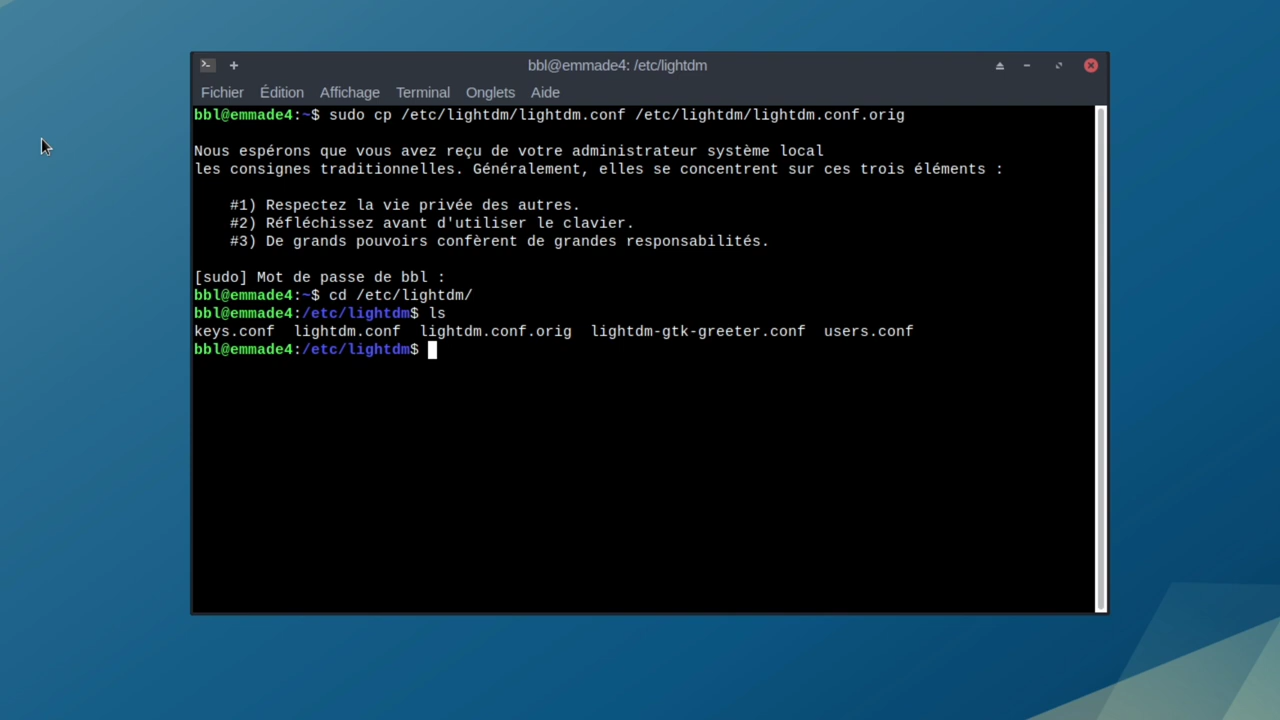 bbl@emmade4: /etc/lightdm
Fichier Édition Affichage Terminal Onglets Aide
bbl@emmade4:~$ sudo cp /etc/lightdm/lightdm.conf /etc/lightdm/lightdm.conf.orig
Nous espérons que vous avez reçu de votre administrateur système local
les consignes traditionnelles. Généralement, elles se concentrent sur ces trois éléments :
#1) Respectez la vie privée des autres.
#2) Réfléchissez avant d'utiliser le clavier.
#3) De grands pouvoirs confèrent de grandes responsabilités.
[sudo] Mot de passe de bbl :
bbl@emmade4:~$ cd /etc/lightdm/
bbl@emmade4:/etc/lightdm$ ls
keys.conf  lightdm.conf  lightdm.conf.orig  lightdm-gtk-greeter.conf  users.conf
bbl@emmade4:/etc/lightdm$